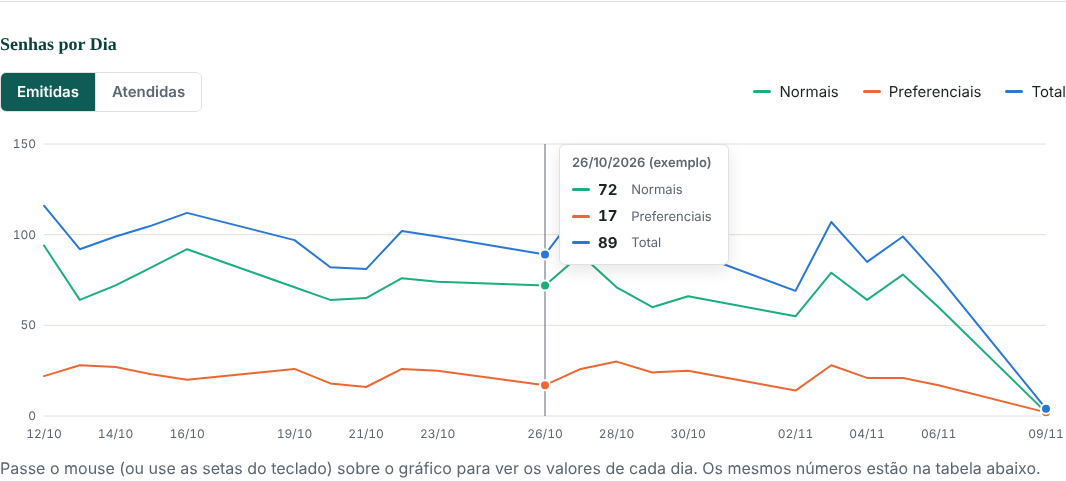 Senhas por Dia
Emitidas Atendidas Normais Preferenciais Total
150
100
50
0
26/10/2026 (exemplo)
72 Normais
17 Preferenciais
89 Total
12/10 14/10 16/10 19/10 21/10 23/10 26/10 28/10 30/10 02/11 04/11 06/11 09/11
Passe o mouse (ou use as setas do teclado) sobre o gráfico para ver os valores de cada dia. Os mesmos números estão na tabela abaixo.